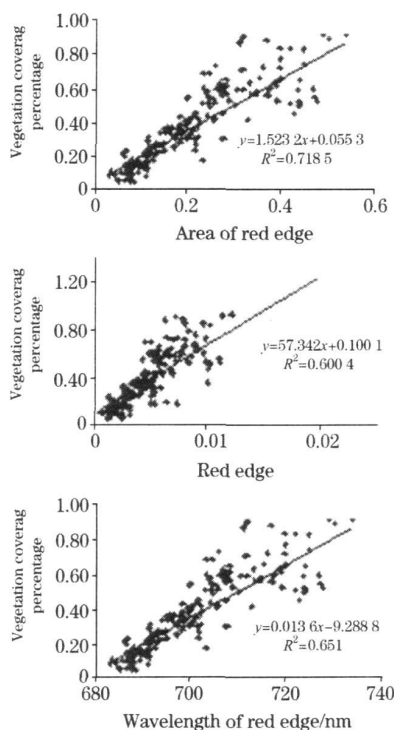 Vegetation coverag
percentage
1.00
0.80
0.60
0.40
0.20
0
y=1.523 2x+0.055 3
R²=0.718 5
0 0.2 0.4 0.6
Area of red edge
Vegetation coverag
percentage
1.20
0.80
0.40
0
y=57.342x+0.100 1
R²=0.600 4
0 0.01 0.02
Red edge
Vegetation coverag
percentage
1.00
0.80
0.60
0.40
0.20
0
y=0.013 6x-9.288 8
R²=0.651
680 700 720 740
Wavelength of red edge/nm